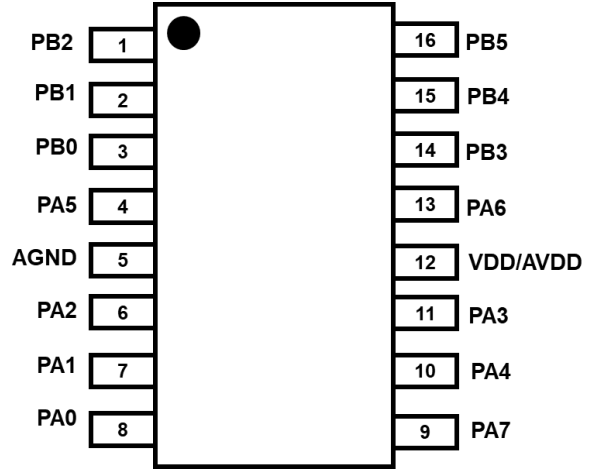 PB2 1 16 PB5
PB1 2 15 PB4
PB0 3 14 PB3
PA5 4 13 PA6
AGND 5 12 VDD/AVDD
PA2 6 11 PA3
PA1 7 10 PA4
PA0 8 9 PA7